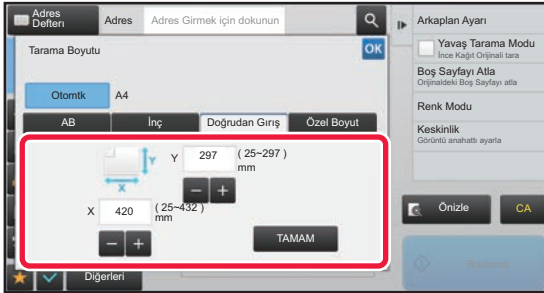 Adres
Defteri
Adres
Adres Girmek için dokunun
Tarama Boyutu
OK
Otomtk
A4
AB
İnç
Doğrudan Giriş
Özel Boyut
Y
X
Y
297
( 25~297 )
mm
X
420
( 25~432 )
mm
TAMAM
Diğerleri
Arkaplan Ayarı
Yavaş Tarama Modu
İnce Kağıt Orijinali tara
Boş Sayfayı Atla
Orijinaldeki Boş Sayfayı atla
Renk Modu
Keskinlik
Görüntü anahattı ayarla
Önizle
CA